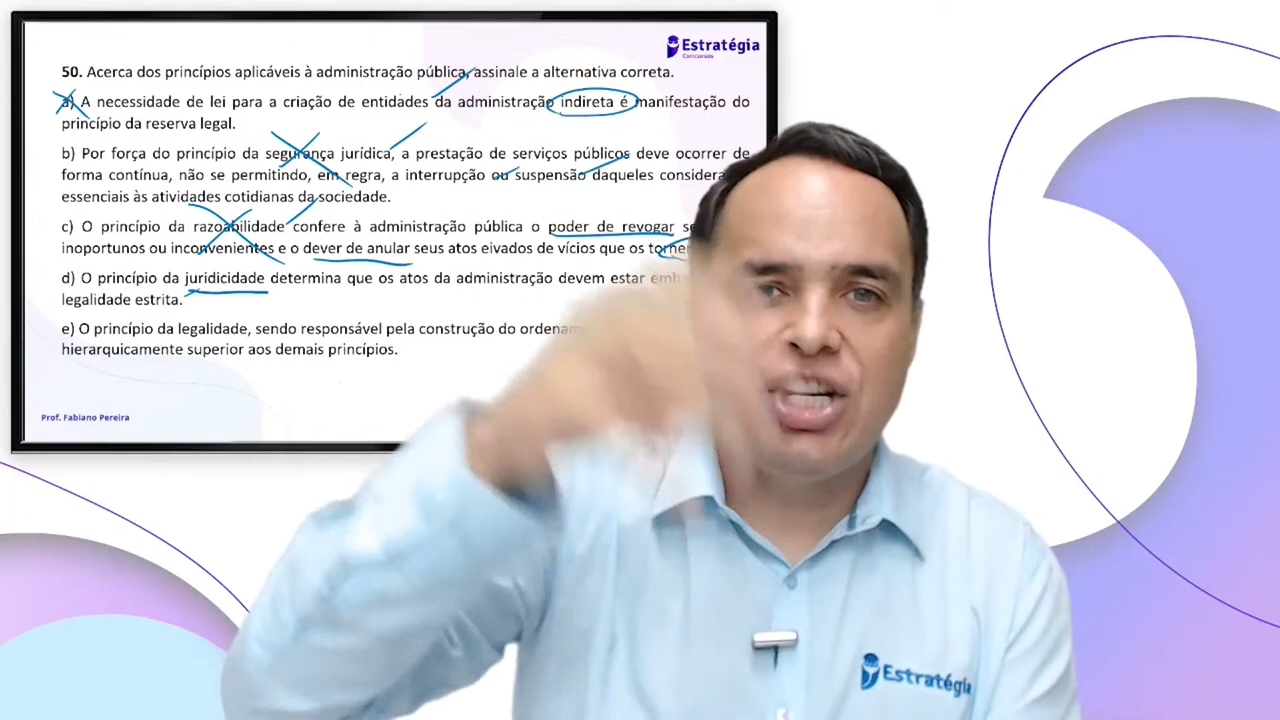 Estratégia
Concursos
50. Acerca dos princípios aplicáveis à administração pública, assinale a alternativa correta.
a) A necessidade de lei para a criação de entidades da administração indireta é manifestação do
princípio da reserva legal.
b) Por força do princípio da segurança jurídica, a prestação de serviços públicos deve ocorrer de
forma contínua, não se permitindo, em regra, a interrupção ou suspensão daqueles
essenciais às atividades cotidianas da sociedade.
c) O princípio da razoabilidade confere à administração pública o poder de revogar
inoportunos ou inconvenientes e o dever de anular seus atos eivados de vícios que os
d) O princípio da juridicidade determina que os atos da administração devem estar
legalidade estrita.
e) O princípio da legalidade, sendo responsável pela construção do
hierarquicamente superior aos demais princípios.
Prof. Fabiano Pereira
Estratégia